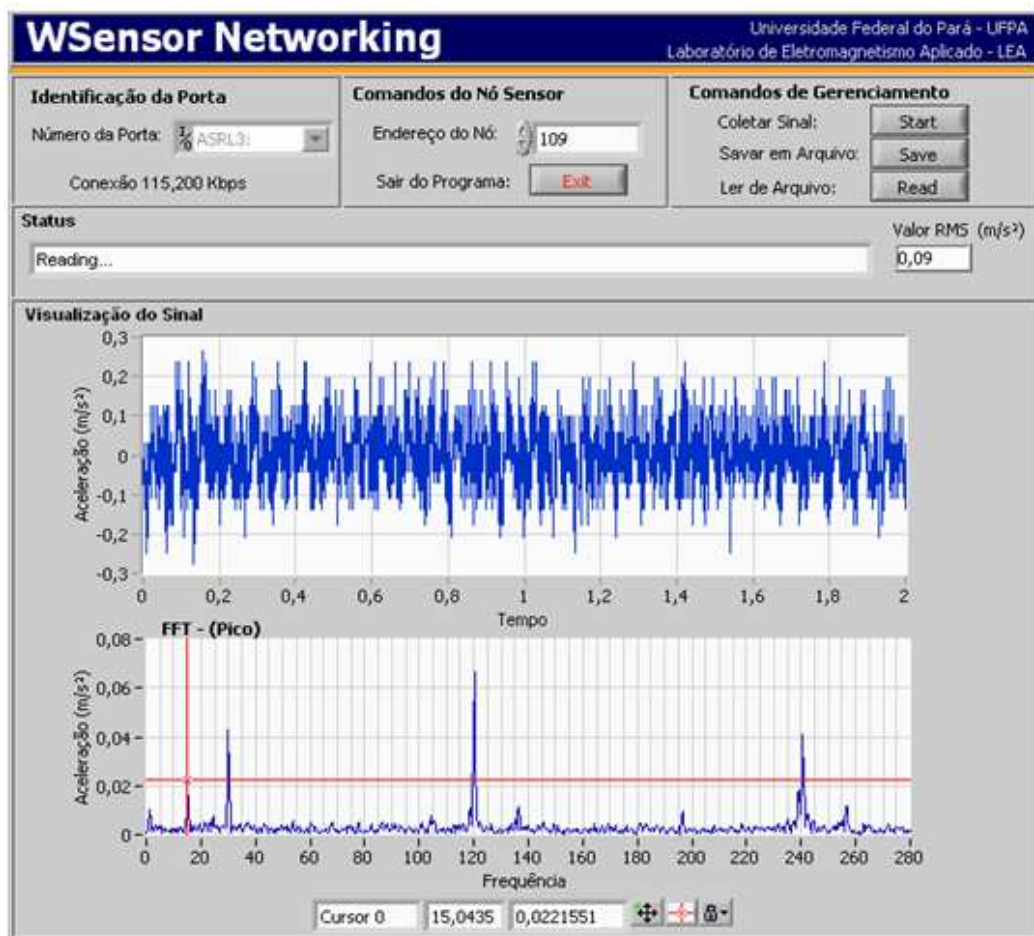 WSensor Networking
Universidade Federal do Pará - UFPA
Laboratório de Eletromagnetismo Aplicado - LEA
Identificação da Porta
Número da Porta: ASRL3:
Conexão 115,200 Kbps
Comandos do Nó Sensor
Endereço do Nó: 109
Sair do Programa: Exit
Comandos de Gerenciamento
Coletar Sinal: Start
Savar em Arquivo: Save
Ler de Arquivo: Read
Status
Reading...
Valor RMS (m/s²)
0,09
Visualização do Sinal
Aceleração (m/s²)
0,3
0,2
0,1
0
-0,1
-0,2
-0,3
0 0,2 0,4 0,6 0,8 1 1,2 1,4 1,6 1,8 2
Tempo
FFT - (Pico)
Aceleração (m/s²)
0,08
0,06
0,04
0,02
0
0 20 40 60 80 100 120 140 160 180 200 220 240 260 280
Frequência
Cursor 0 15,0435 0,0221551